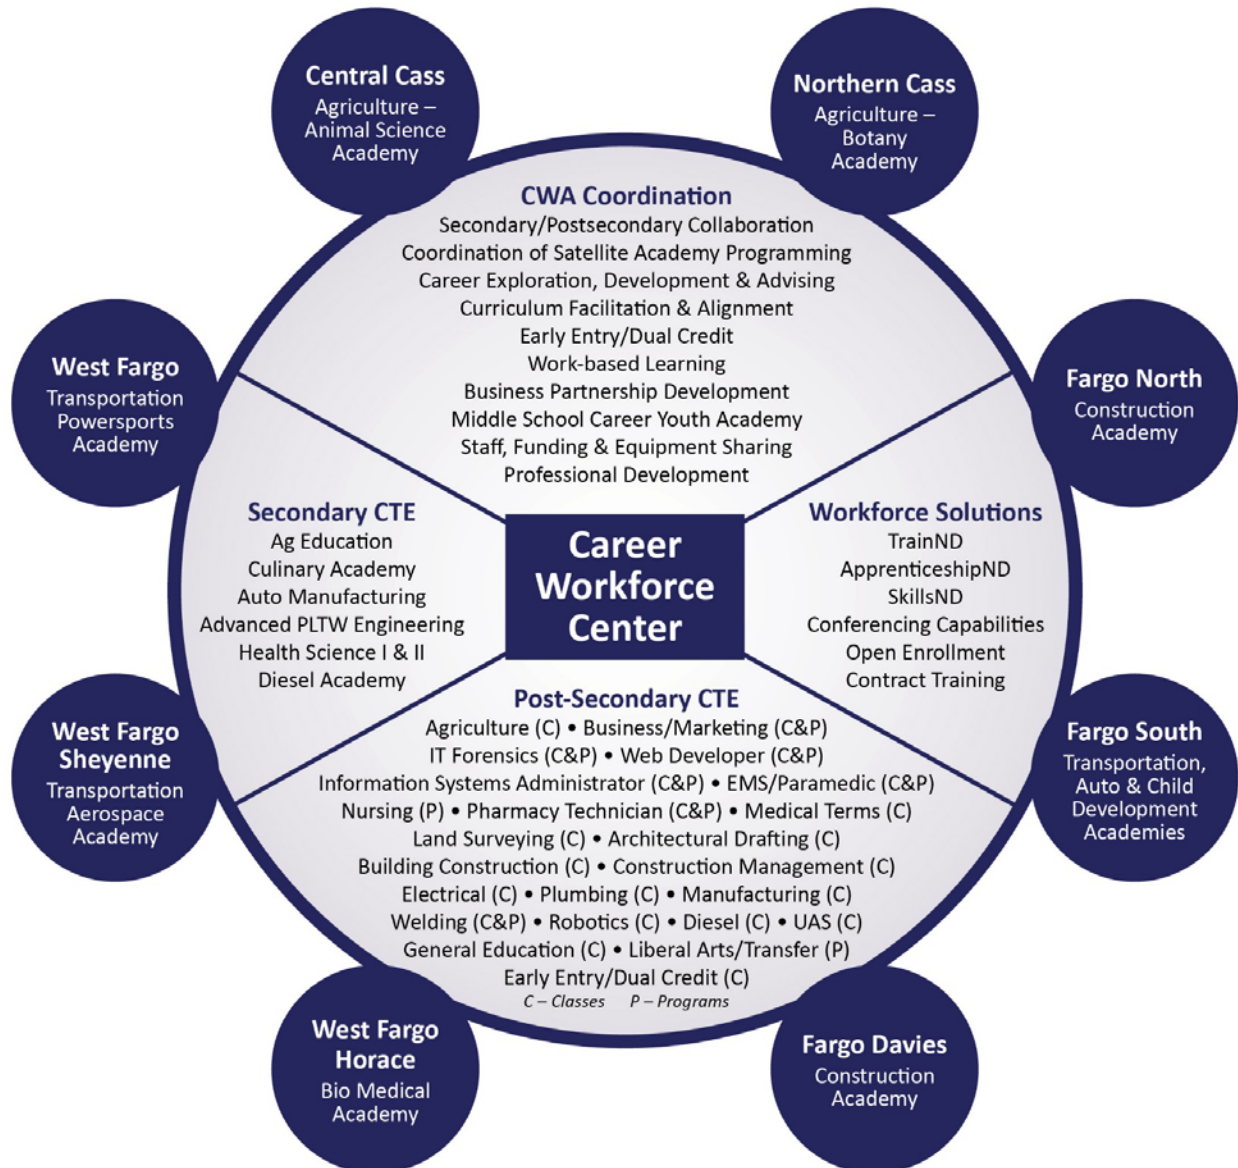 Central Cass
Agriculture –
Animal Science
Academy
Northern Cass
Agriculture –
Botany
Academy
CWA Coordination
Secondary/Postsecondary Collaboration
Coordination of Satellite Academy Programming
Career Exploration, Development & Advising
Curriculum Facilitation & Alignment
Early Entry/Dual Credit
Work-based Learning
Business Partnership Development
Middle School Career Youth Academy
Staff, Funding & Equipment Sharing
Professional Development
West Fargo
Transportation
Powersports
Academy
Fargo North
Construction
Academy
Secondary CTE
Ag Education
Culinary Academy
Auto Manufacturing
Advanced PLTW Engineering
Health Science I & II
Diesel Academy
Career
Workforce
Center
Workforce Solutions
TrainND
ApprenticeshipND
SkillsND
Conferencing Capabilities
Open Enrollment
Contract Training
West Fargo
Sheyenne
Transportation
Aerospace
Academy
Post-Secondary CTE
Agriculture (C) • Business/Marketing (C&P)
IT Forensics (C&P) • Web Developer (C&P)
Information Systems Administrator (C&P) • EMS/Paramedic (C&P)
Nursing (P) • Pharmacy Technician (C&P) • Medical Terms (C)
Land Surveying (C) • Architectural Drafting (C)
Building Construction (C) • Construction Management (C)
Electrical (C) • Plumbing (C) • Manufacturing (C)
Welding (C&P) • Robotics (C) • Diesel (C) • UAS (C)
General Education (C) • Liberal Arts/Transfer (P)
Early Entry/Dual Credit (C)
C – Classes P – Programs
Fargo South
Transportation,
Auto & Child
Development
Academies
West Fargo
Horace
Bio Medical
Academy
Fargo Davies
Construction
Academy